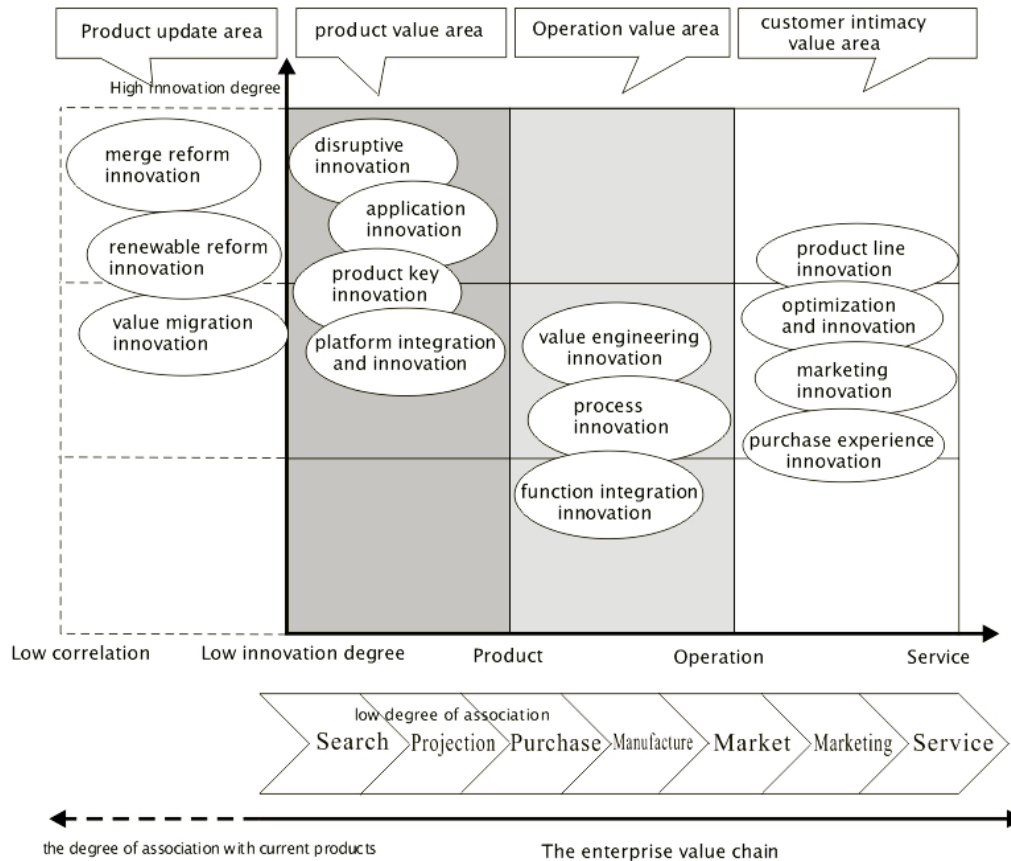 Product update area
product value area
Operation value area
customer intimacy
value area
High innovation degree
merge reform
innovation
renewable reform
innovation
value migration
innovation
disruptive
innovation
application
innovation
product key
innovation
platform integration
and innovation
value engineering
innovation
process
innovation
function integration
innovation
product line
innovation
optimization
and innovation
marketing
innovation
purchase experience
innovation
Low correlation
Low innovation degree
Product
Operation
Service
low degree of association
Search
Projection
Purchase
Manufacture
Market
Marketing
Service
the degree of association with current products
The enterprise value chain